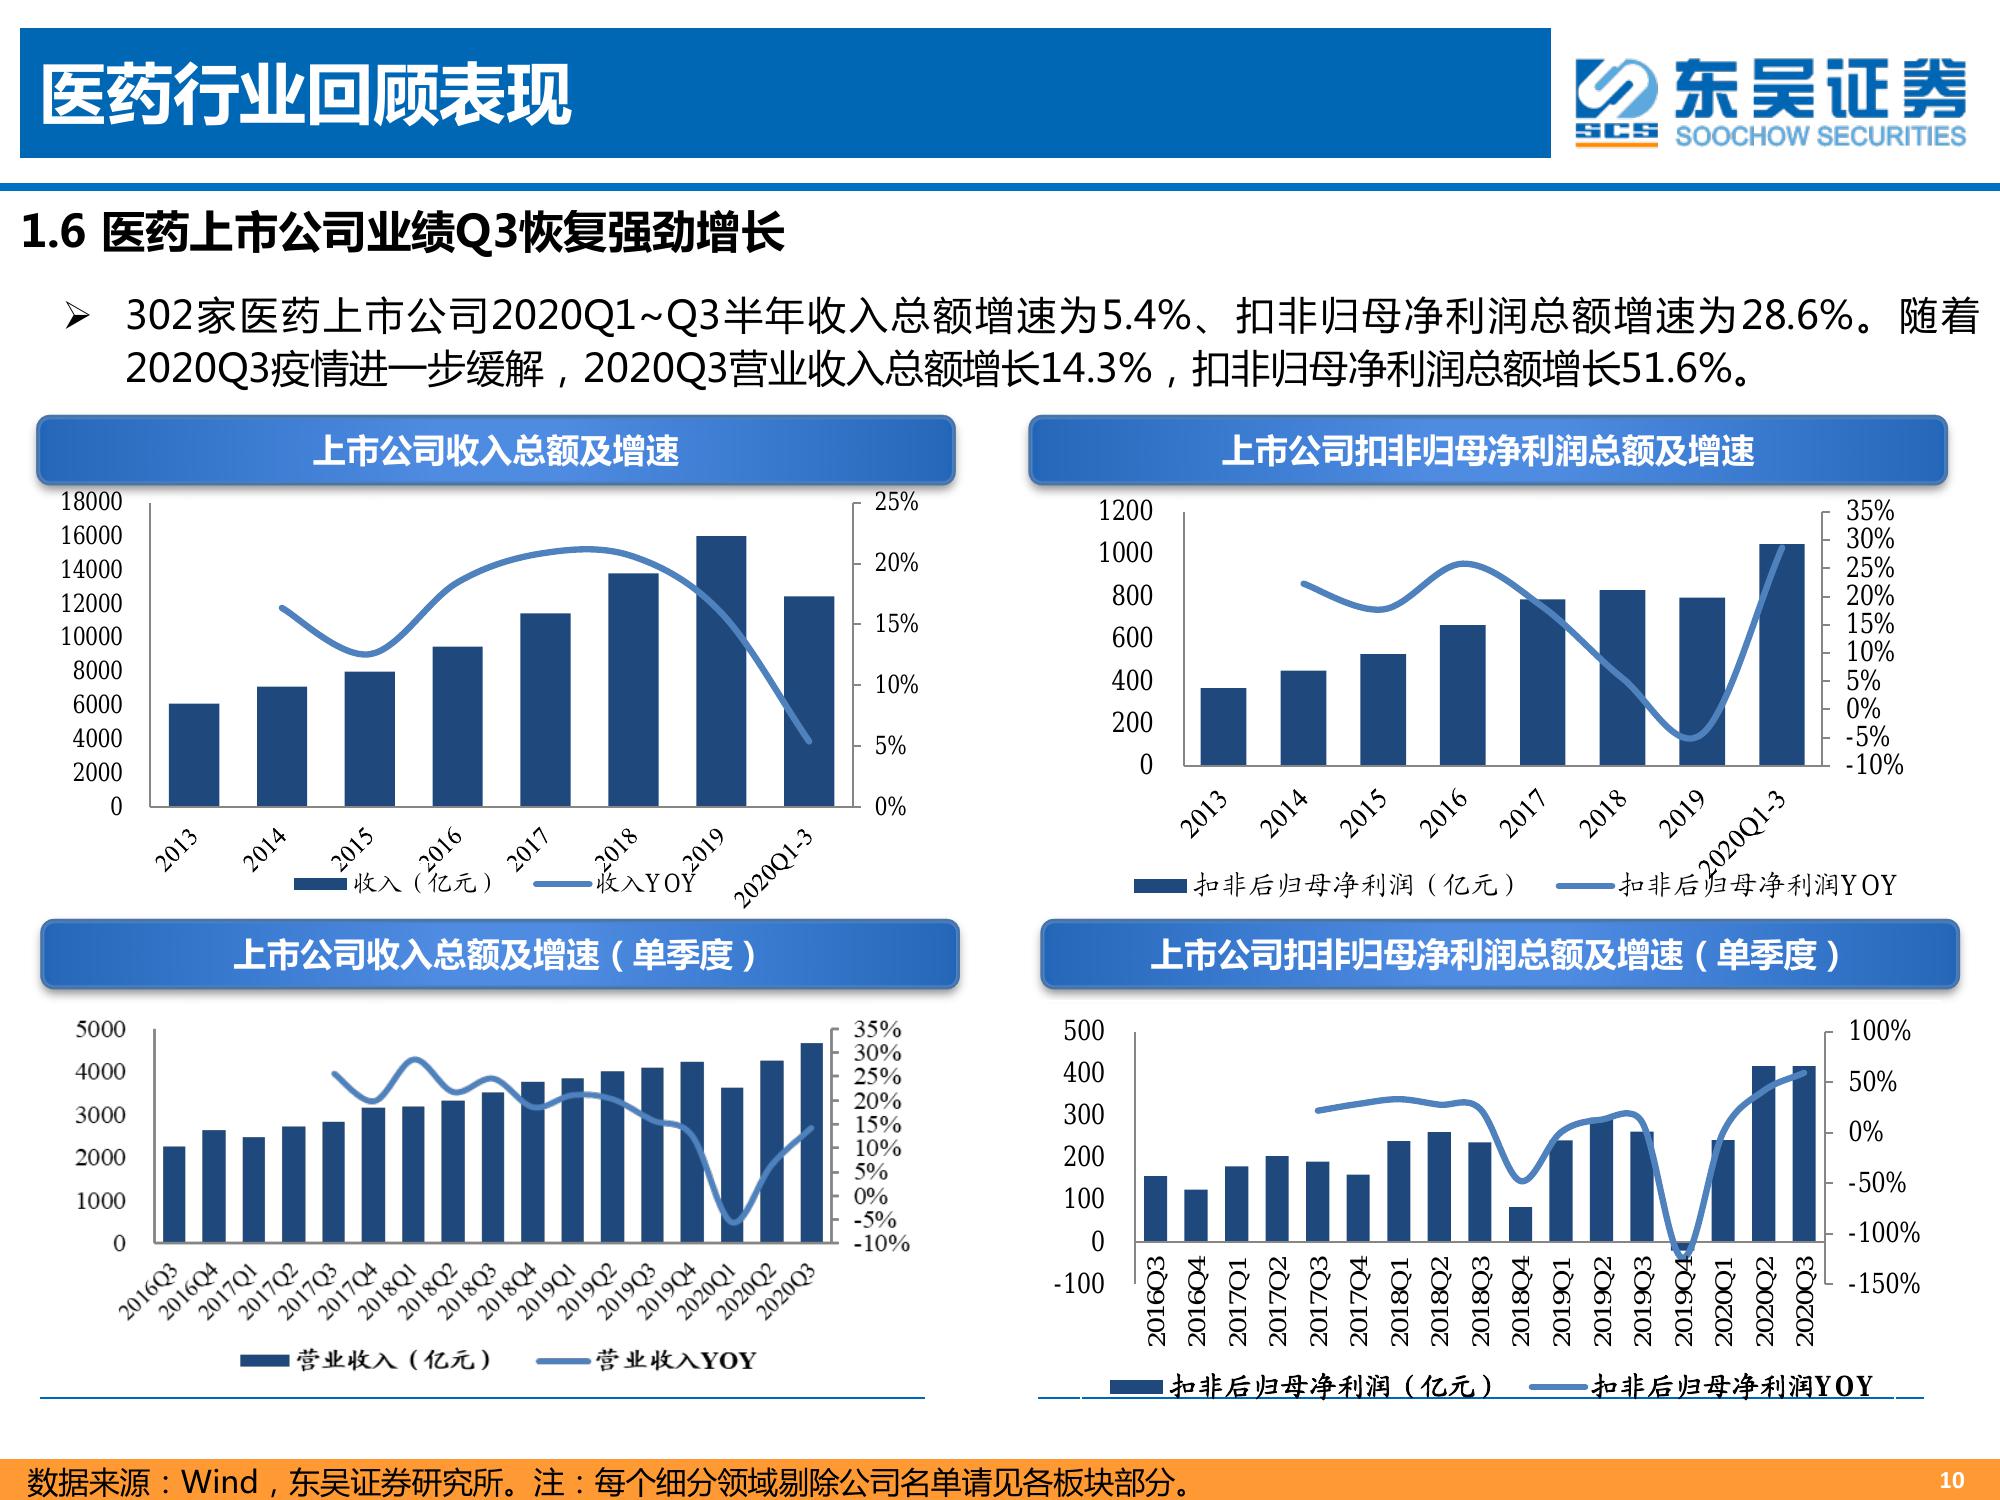 医药行业回顾表现
SCS
东吴证券
SOOCHOW SECURITIES
1.6 医药上市公司业绩Q3恢复强劲增长
➢ 302家医药上市公司2020Q1~Q3半年收入总额增速为5.4%、扣非归母净利润总额增速为28.6%。随着
2020Q3疫情进一步缓解，2020Q3营业收入总额增长14.3%，扣非归母净利润总额增长51.6%。
上市公司收入总额及增速
18000
16000
14000
12000
10000
8000
6000
4000
2000
0
25%
20%
15%
10%
5%
0%
2013
2014
2015
2016
2017
2018
2019
2020Q1-3
收入（亿元）
收入YOY
上市公司扣非归母净利润总额及增速
1200
1000
800
600
400
200
0
35%
30%
25%
20%
15%
10%
5%
0%
-5%
-10%
2013
2014
2015
2016
2017
2018
2019
2020Q1-3
扣非后归母净利润（亿元）
扣非后归母净利润YOY
上市公司收入总额及增速（单季度）
5000
4000
3000
2000
1000
0
35%
30%
25%
20%
15%
10%
5%
0%
-5%
-10%
2016Q3
2016Q4
2017Q1
2017Q2
2017Q3
2017Q4
2018Q1
2018Q2
2018Q3
2018Q4
2019Q1
2019Q2
2019Q3
2019Q4
2020Q1
2020Q2
2020Q3
营业收入（亿元）
营业收入YOY
上市公司扣非归母净利润总额及增速（单季度）
500
400
300
200
100
0
-100
100%
50%
0%
-50%
-100%
-150%
2016Q3
2016Q4
2017Q1
2017Q2
2017Q3
2017Q4
2018Q1
2018Q2
2018Q3
2018Q4
2019Q1
2019Q2
2019Q3
2019Q4
2020Q1
2020Q2
2020Q3
扣非后归母净利润（亿元）
扣非后归母净利润YOY
数据来源：Wind，东吴证券研究所。注：每个细分领域剔除公司名单请见各板块部分。
10